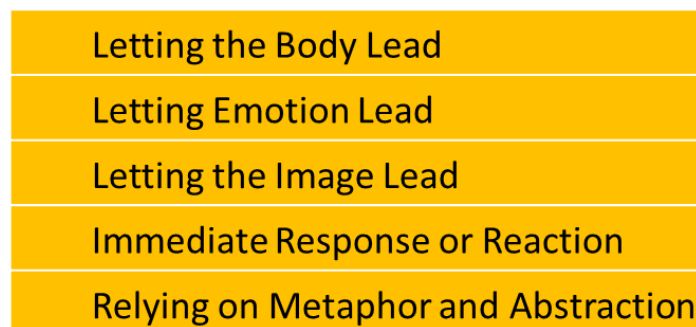 Letting the Body Lead
Letting Emotion Lead
Letting the Image Lead
Immediate Response or Reaction
Relying on Metaphor and Abstraction